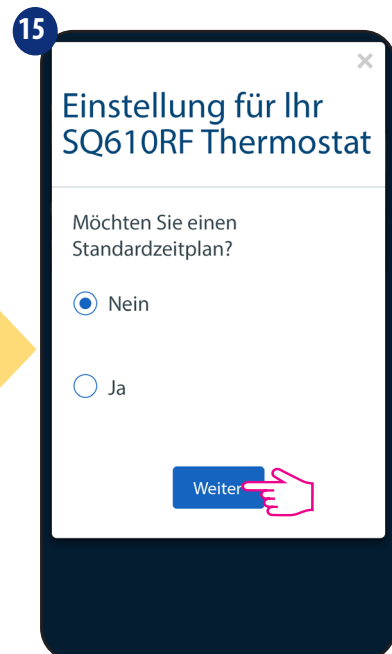 15
×
Einstellung für Ihr
SQ610RF Thermostat
Möchten Sie einen
Standardzeitplan?
Nein
Ja
Weiter